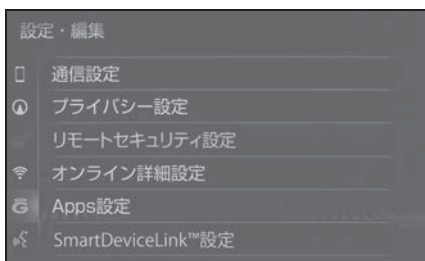 設定・編集
通信設定
プライバシー設定
リモートセキュリティ設定
オンライン詳細設定
Apps設定
SmartDeviceLink™設定